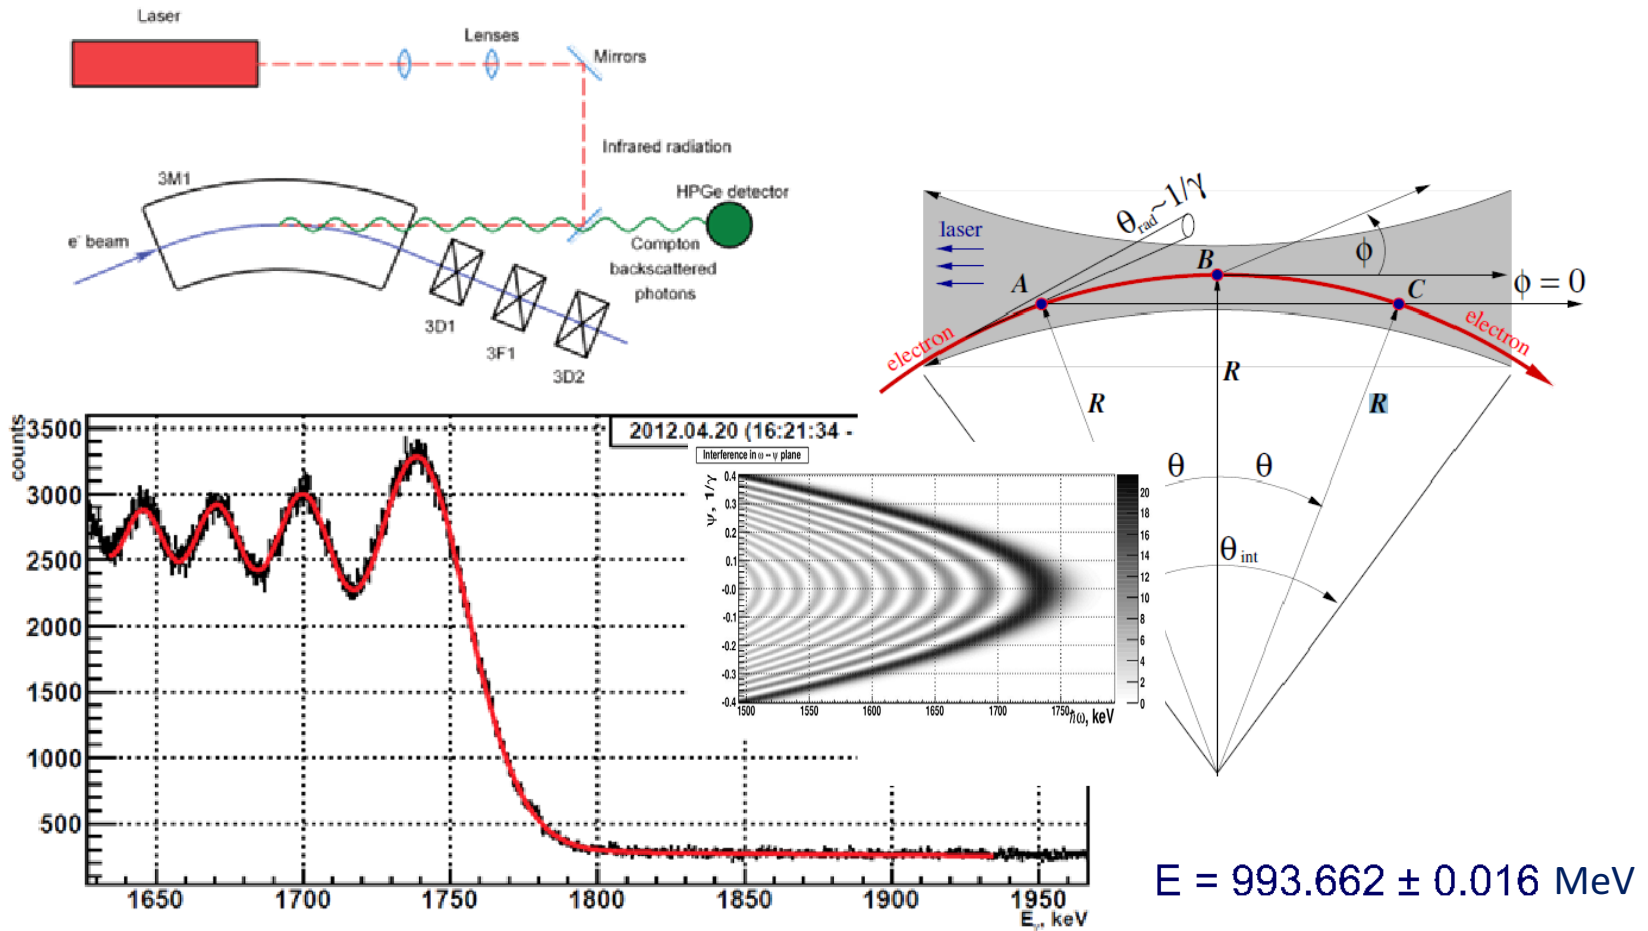 Laser
Lenses
Mirrors
Infrared radiation
3M1
HPGe detector
e⁻ beam
Compton
backscattered
photons
3D1
3F1
3D2
θrad~1/γ
laser
ϕ
B
A
C
ϕ = 0
electron
electron
R
R
R
θ
θ
θint
counts
3500
3000
2500
2000
1500
1000
500
1650
1700
1750
1800
1850
1900
1950
Eγ, keV
2012.04.20 (16:21:34 -
Interference in ω – ψ plane
Ψ, 1/γ
0.4
0.3
0.2
0.1
-0.0
-0.1
-0.2
-0.3
-0.4
1500
1550
1600
1650
1700
1750
ħω, keV
20
18
16
14
12
10
8
6
4
2
0
E = 993.662 ± 0.016 MeV